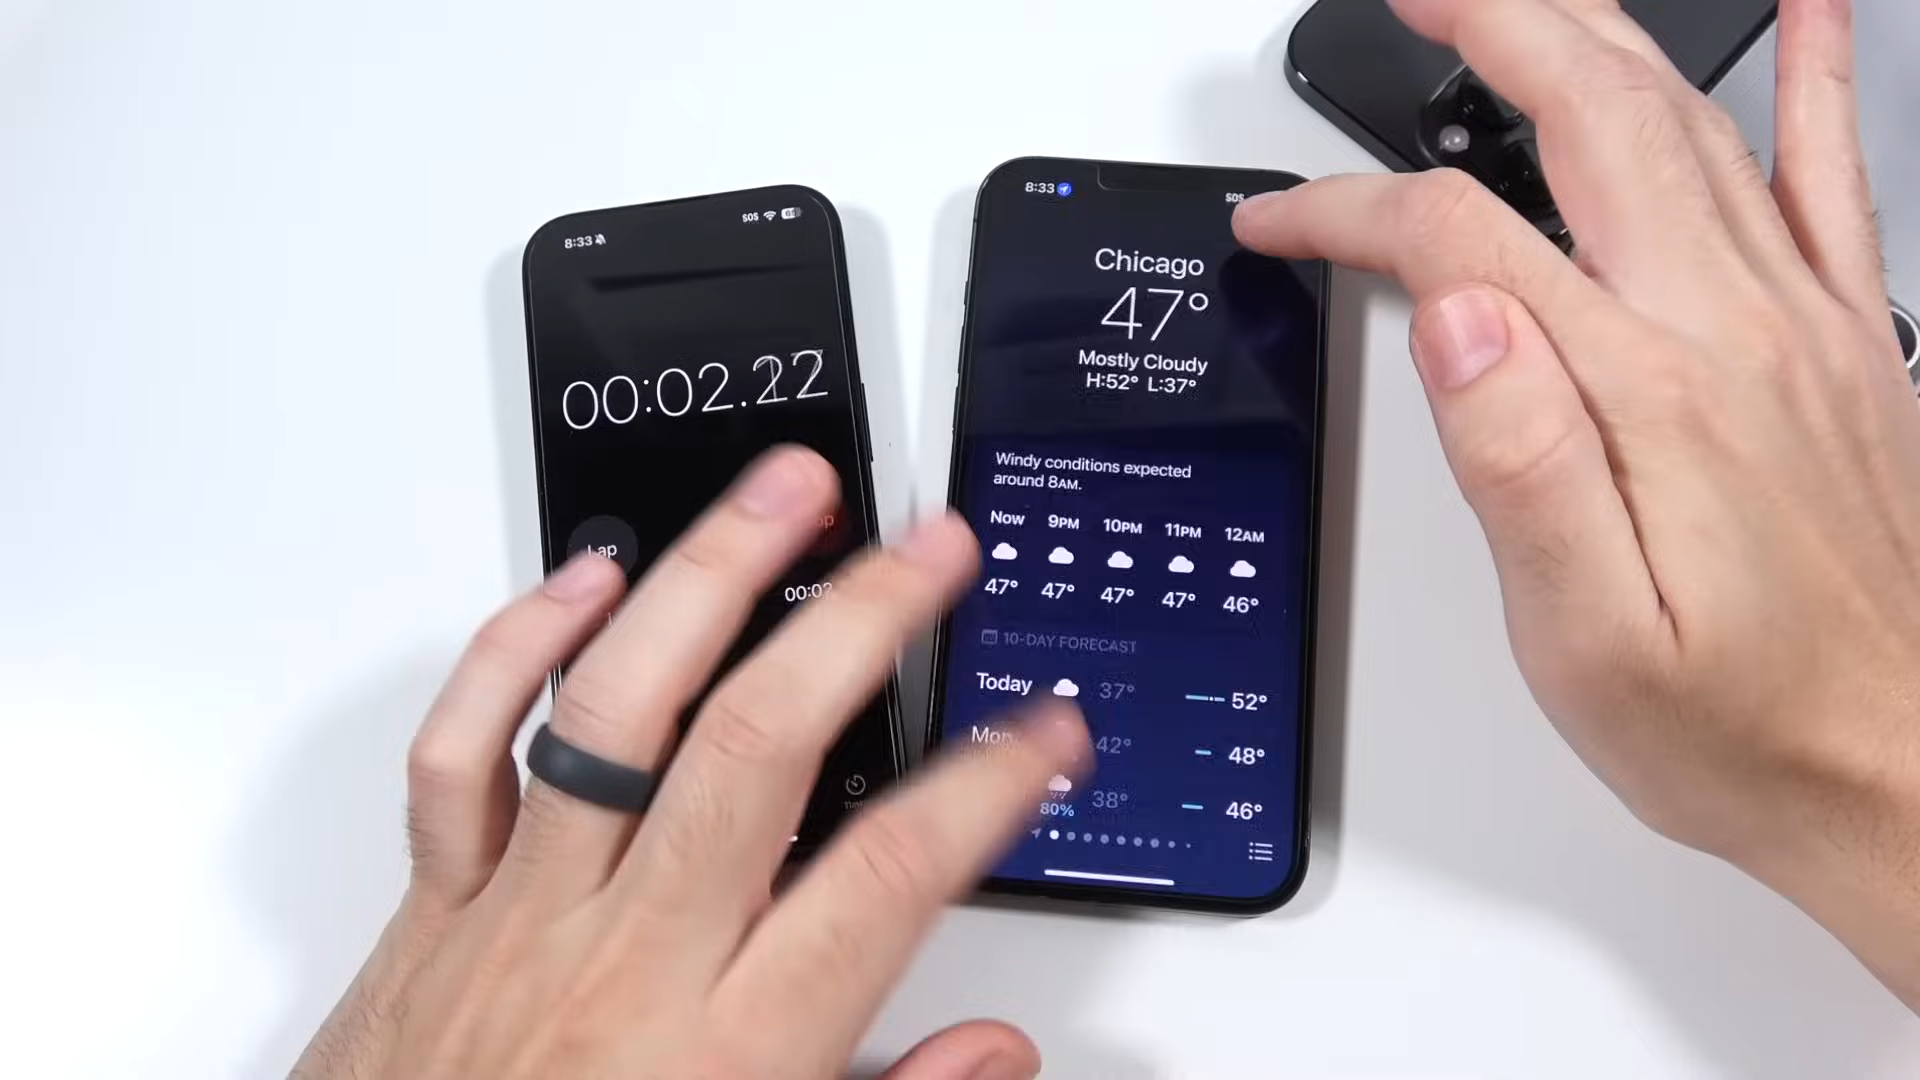 8:33
SOS 61
00:02.22
Lap
00:02
8:33
SOS
Chicago
47°
Mostly Cloudy
H:52° L:37°
Windy conditions expected
around 8AM.
Now 9PM 10PM 11PM 12AM
47° 47° 47° 47° 46°
10-DAY FORECAST
Today 37° 52°
Mon 42° 48°
38° 46°
80%